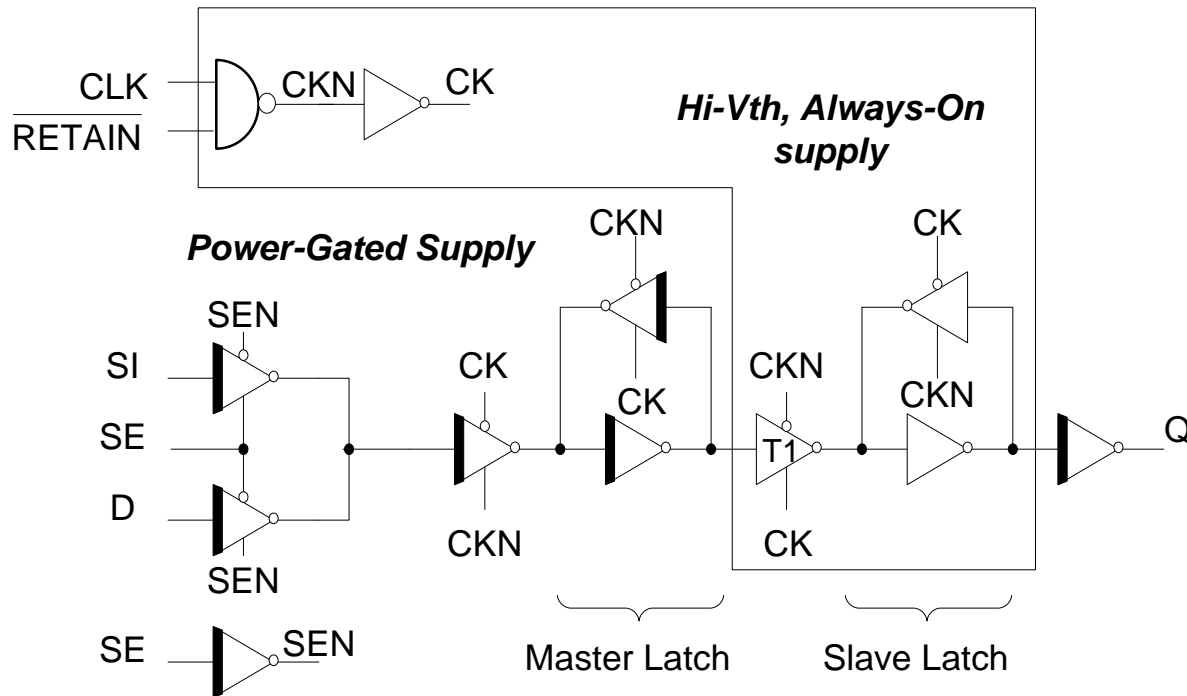 CLK
CKN
CK
RETAIN
Hi-Vth, Always-On
supply
Power-Gated Supply
CKN
CK
SEN
SI
CK
CKN
CK
CKN
SE
T1
Q
D
CKN
CK
SEN
Master Latch
Slave Latch
SE
SEN